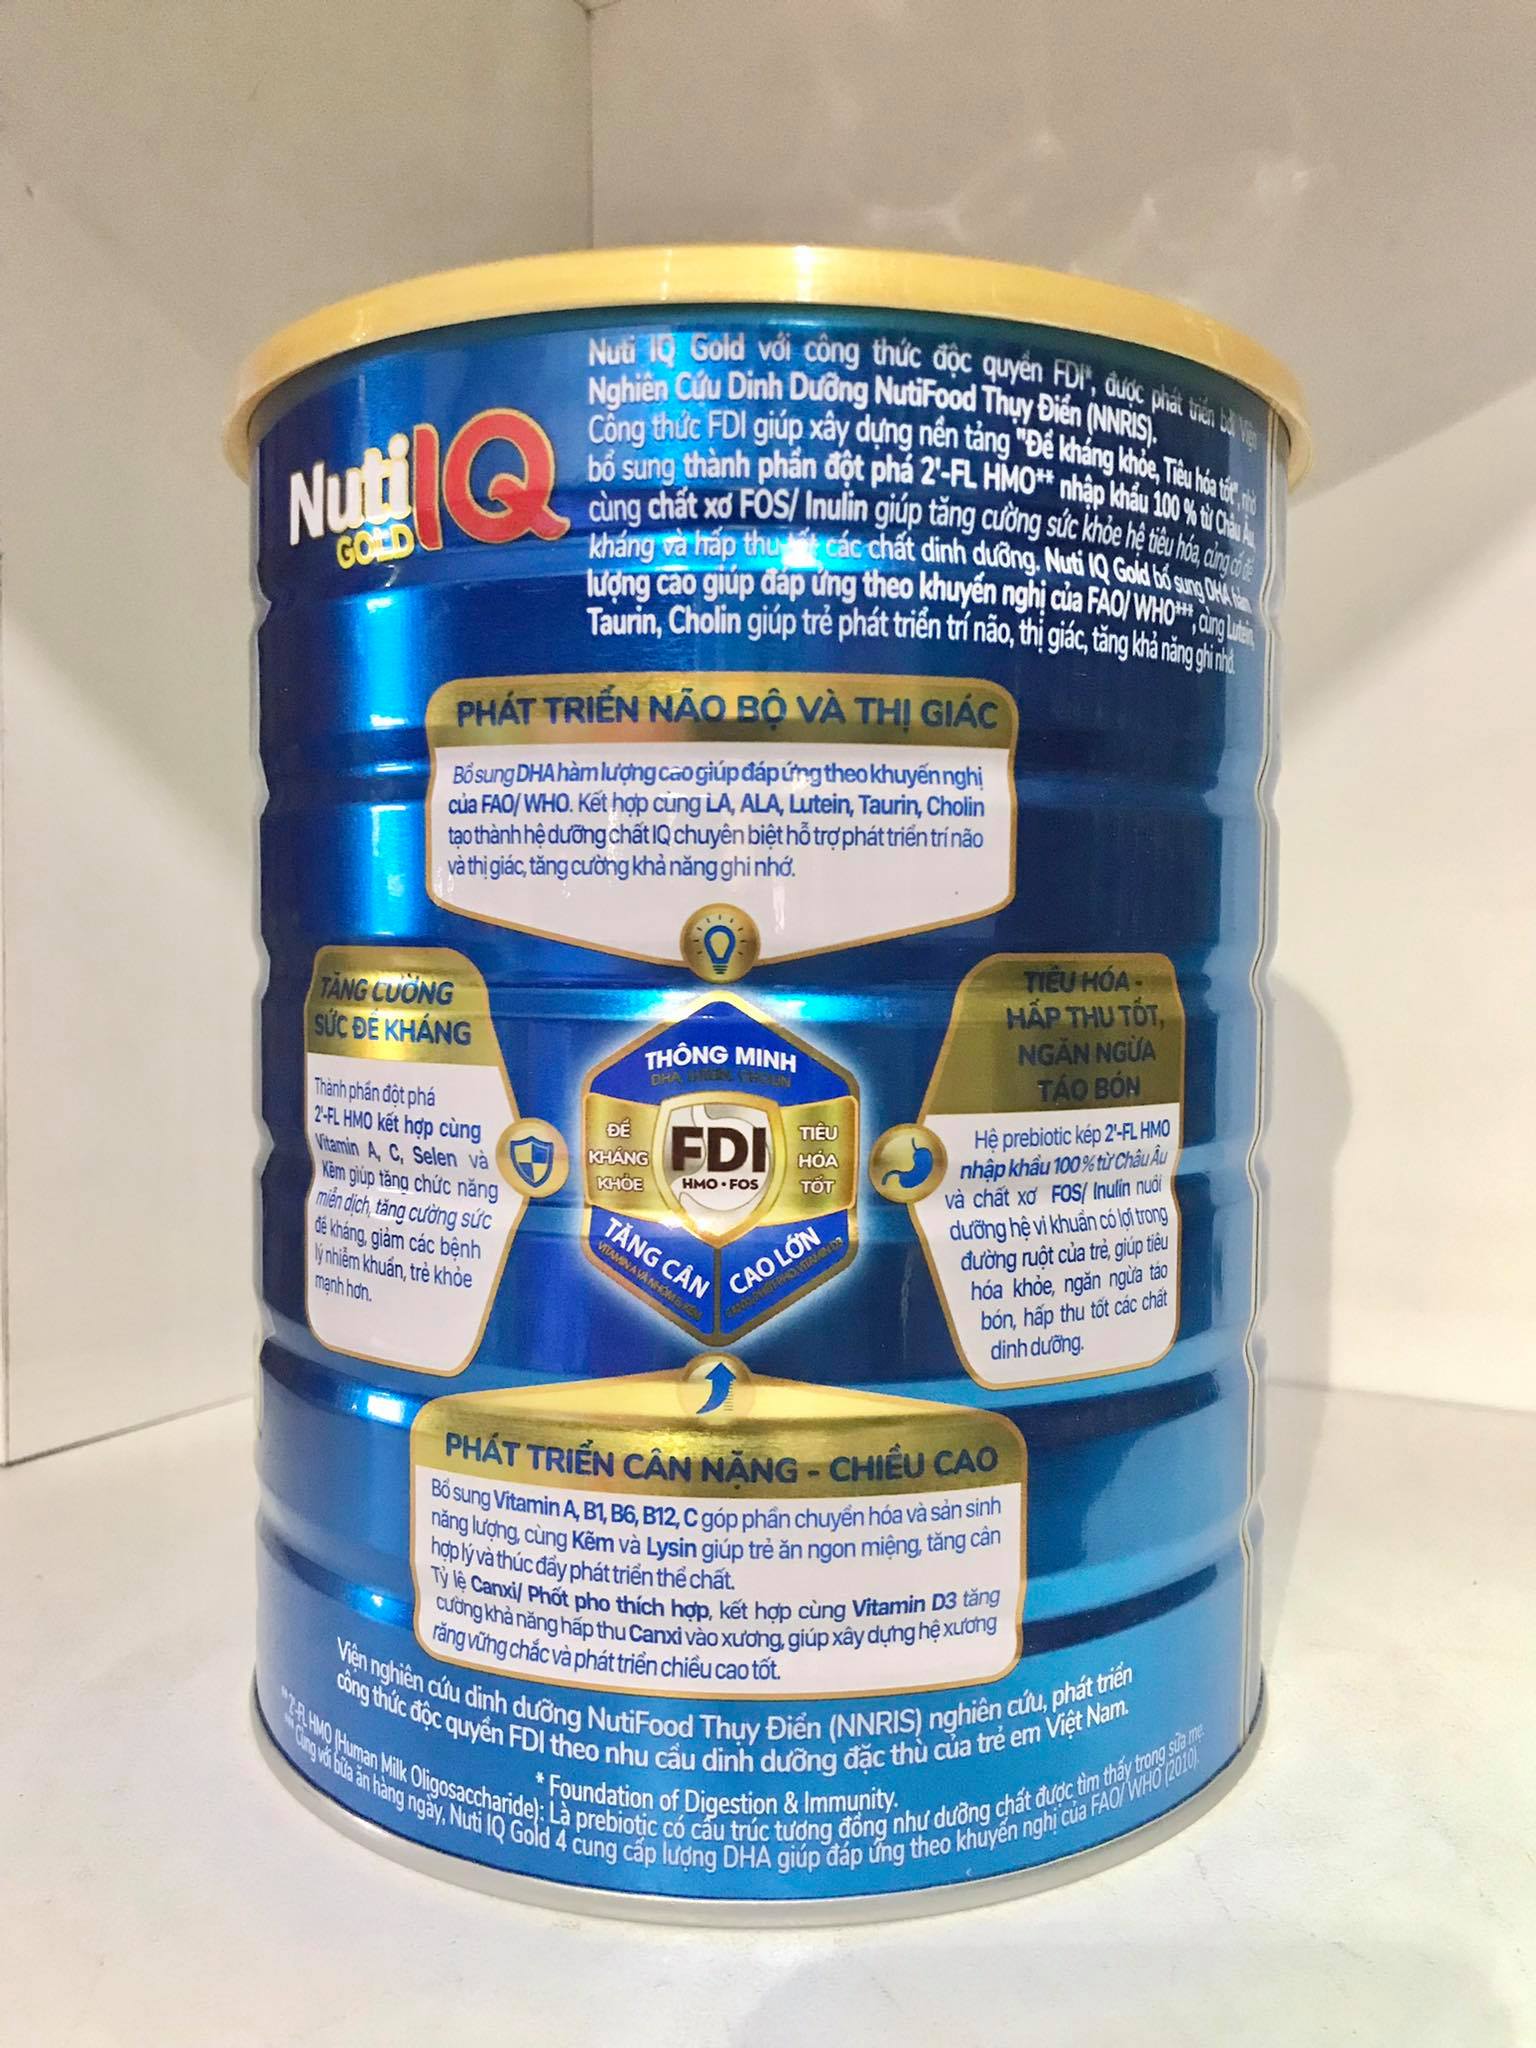 Nuti IQ
GOLD
Nuti IQ Gold với công thức độc quyền FDI*, được phát triển bởi Viện
Nghiên Cứu Dinh Dưỡng NutiFood Thụy Điển (NNRIS).
Công thức FDI giúp xây dựng nền tảng "Đề kháng khỏe, Tiêu hóa tốt", nhờ
bổ sung thành phần đột phá 2'-FL HMO** nhập khẩu 100 % từ Châu Âu,
cùng chất xơ FOS/ Inulin giúp tăng cường sức khỏe hệ tiêu hóa, củng cố đề
kháng và hấp thu tốt các chất dinh dưỡng. Nuti IQ Gold bổ sung DHA hàm
lượng cao giúp đáp ứng theo khuyến nghị của FAO/ WHO***, cùng Lutein,
Taurin, Cholin giúp trẻ phát triển trí não, thị giác, tăng khả năng ghi nhớ.
PHÁT TRIỂN NÃO BỘ VÀ THỊ GIÁC
Bổ sung DHA hàm lượng cao giúp đáp ứng theo khuyến nghị
của FAO/ WHO. Kết hợp cùng LA, ALA, Lutein, Taurin, Cholin
tạo thành hệ dưỡng chất IQ chuyên biệt hỗ trợ phát triển trí não
và thị giác, tăng cường khả năng ghi nhớ.
TĂNG CƯỜNG
SỨC ĐỀ KHÁNG
Thành phần đột phá
2'-FL HMO kết hợp cùng
Vitamin A, C, Selen và
Kẽm giúp tăng chức năng
miễn dịch, tăng cường sức
đề kháng, giảm các bệnh
lý nhiễm khuẩn, trẻ khỏe
mạnh hơn.
THÔNG MINH
ĐỀ
KHÁNG
KHỎE
FDI
HMO • FOS
TIÊU
HÓA
TỐT
TĂNG CÂN
CAO LỚN
TIÊU HÓA -
HẤP THU TỐT,
NGĂN NGỪA
TÁO BÓN
Hệ prebiotic kép 2'-FL HMO
nhập khẩu 100% từ Châu Âu
và chất xơ FOS/ Inulin nuôi
dưỡng hệ vi khuẩn có lợi trong
đường ruột của trẻ, giúp tiêu
hóa khỏe, ngăn ngừa táo
bón, hấp thu tốt các chất
dinh dưỡng.
PHÁT TRIỂN CÂN NẶNG - CHIỀU CAO
Bổ sung Vitamin A, B1, B6, B12, C góp phần chuyển hóa và sản sinh
năng lượng, cùng Kẽm và Lysin giúp trẻ ăn ngon miệng, tăng cân
hợp lý và thúc đẩy phát triển thể chất.
Tỷ lệ Canxi/ Phốt pho thích hợp, kết hợp cùng Vitamin D3 tăng
cường khả năng hấp thu Canxi vào xương, giúp xây dựng hệ xương
răng vững chắc và phát triển chiều cao tốt.
Viện nghiên cứu dinh dưỡng NutiFood Thụy Điển (NNRIS) nghiên cứu, phát triển
công thức độc quyền FDI theo nhu cầu dinh dưỡng đặc thù của trẻ em Việt Nam.
* Foundation of Digestion & Immunity.
** 2'-FL HMO (Human Milk Oligosaccharide): Là prebiotic có cấu trúc tương đồng như dưỡng chất được tìm thấy trong sữa mẹ.
*** Cùng với bữa ăn hàng ngày, Nuti IQ Gold 4 cung cấp lượng DHA giúp đáp ứng theo khuyến nghị của FAO/ WHO (2010).